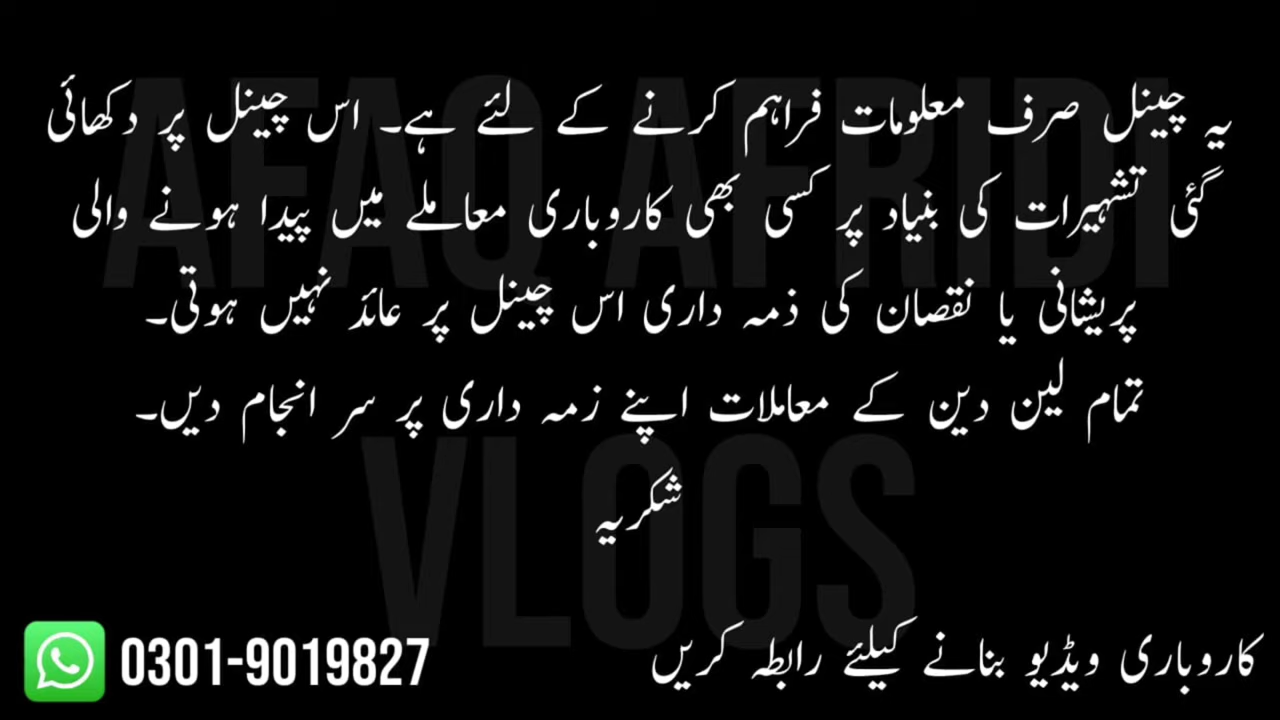 یہ چینل صرف معلومات فراہم کرنے کے لئے ہے۔ اس چینل پر دکھائی
گئی تشہیرات کی بنیاد پر کسی بھی کاروباری معاملے میں پیدا ہونے والی
پریشانی یا نقصان کی ذمہ داری اس چینل پر عائد نہیں ہوتی۔
تمام لین دین کے معاملات اپنے زمہ داری پر سر انجام دیں۔
شکریہ
AFAQ AFRIDI
VLOGS
کاروباری ویڈیو بنانے کیلئے رابطہ کریں
0301-9019827